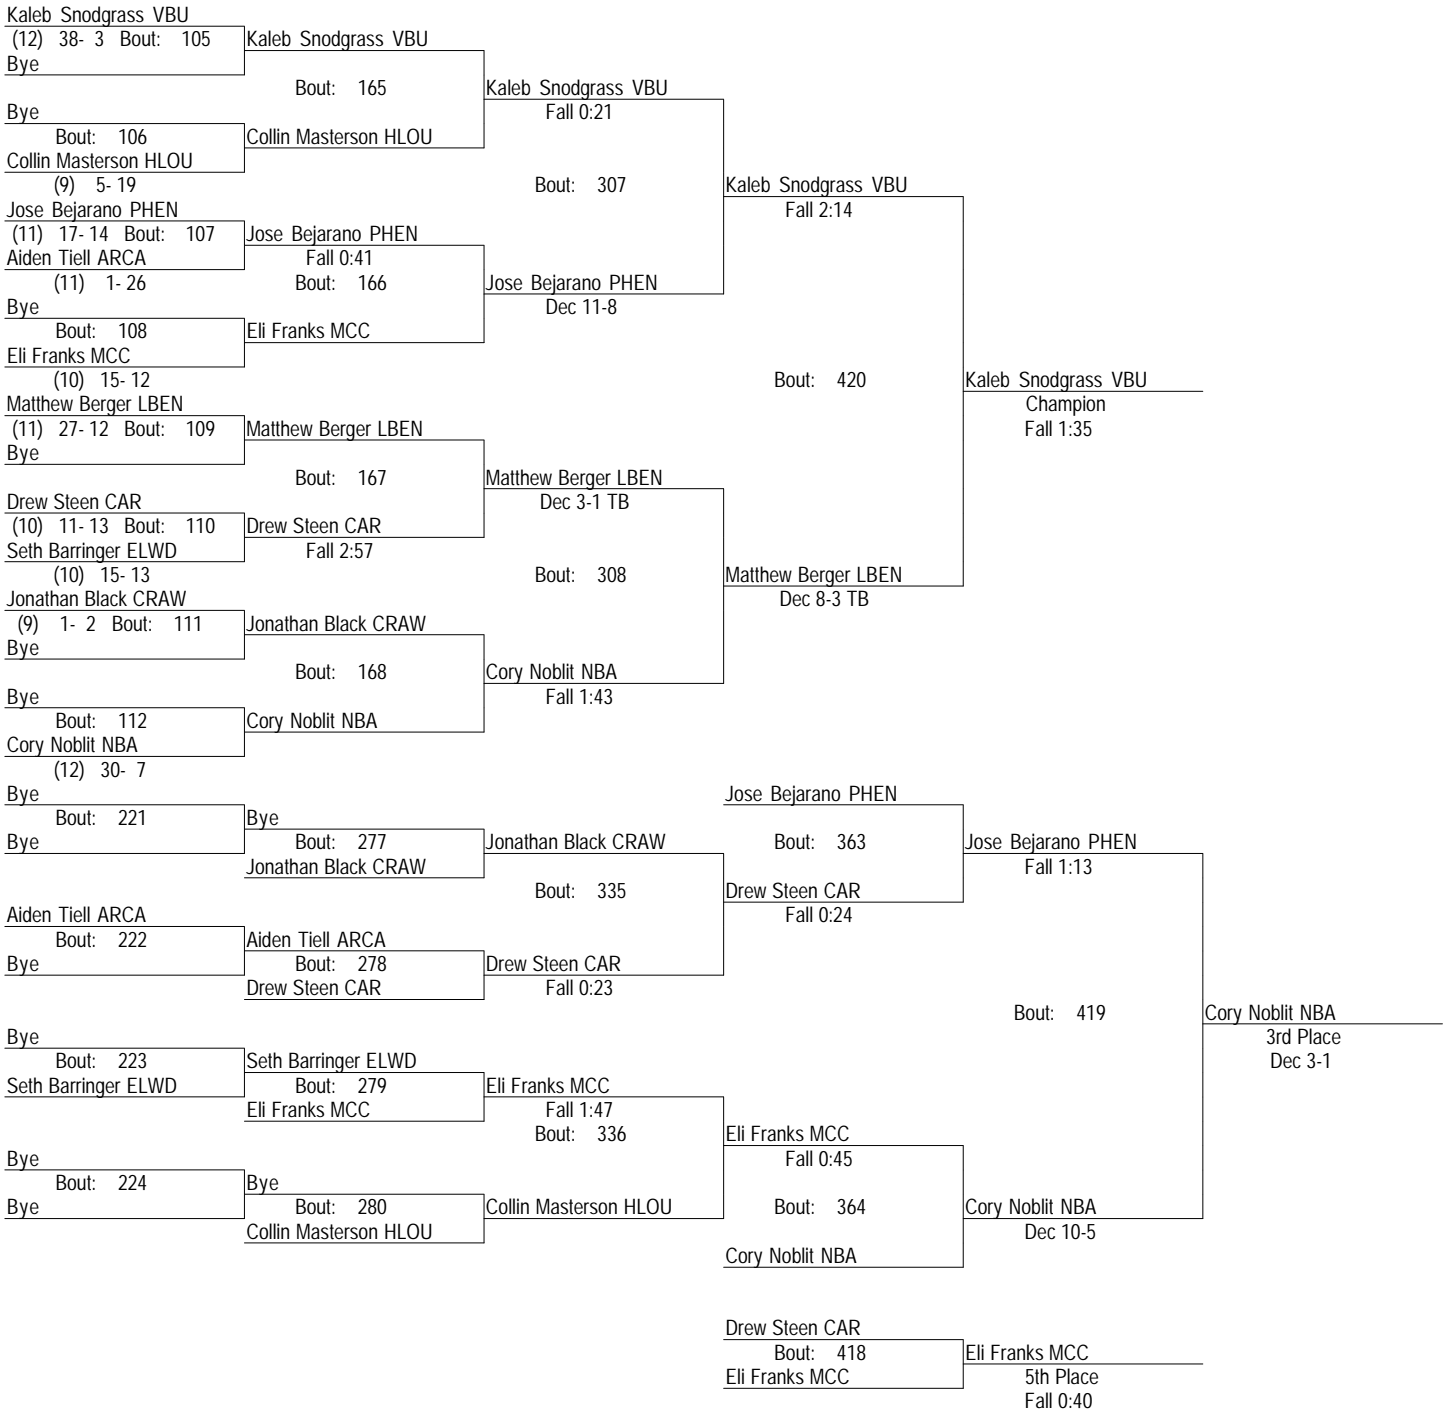 Kaleb Snodgrass VBU
(12) 38- 3 Bout: 105 Kaleb Snodgrass VBU
Bye
Bout: 165 Kaleb Snodgrass VBU
Bye Fall 0:21
Bout: 106 Collin Masterson HLOU
Collin Masterson HLOU
(9) 5- 19 Bout: 307 Kaleb Snodgrass VBU
Jose Bejarano PHEN Fall 2:14
(11) 17- 14 Bout: 107 Jose Bejarano PHEN
Aiden Tiell ARCA Fall 0:41
(11) 1- 26 Bout: 166 Jose Bejarano PHEN
Bye Dec 11-8
Bout: 108 Eli Franks MCC
Eli Franks MCC
(10) 15- 12 Bout: 420 Kaleb Snodgrass VBU
Matthew Berger LBEN Champion
(11) 27- 12 Bout: 109 Matthew Berger LBEN Fall 1:35
Bye
Bout: 167 Matthew Berger LBEN
Drew Steen CAR Dec 3-1 TB
(10) 11- 13 Bout: 110 Drew Steen CAR
Seth Barringer ELWD Fall 2:57
(10) 15- 13 Bout: 308 Matthew Berger LBEN
Jonathan Black CRAW Dec 8-3 TB
(9) 1- 2 Bout: 111 Jonathan Black CRAW
Bye
Bout: 168 Cory Noblit NBA
Bye Fall 1:43
Bout: 112 Cory Noblit NBA
Cory Noblit NBA
(12) 30- 7
Bye Jose Bejarano PHEN
Bout: 221 Bye
Bye Bout: 277 Jonathan Black CRAW Bout: 363 Jose Bejarano PHEN
Jonathan Black CRAW Fall 1:13
Bout: 335 Drew Steen CAR
Aiden Tiell ARCA Fall 0:24
Bout: 222 Aiden Tiell ARCA
Bye Bout: 278 Drew Steen CAR
Drew Steen CAR Fall 0:23
Bout: 419 Cory Noblit NBA
Bye 3rd Place
Bout: 223 Seth Barringer ELWD Dec 3-1
Seth Barringer ELWD Bout: 279 Eli Franks MCC
Eli Franks MCC Fall 1:47
Bout: 336 Eli Franks MCC
Bye Fall 0:45
Bout: 224 Bye
Bye Bout: 280 Collin Masterson HLOU Bout: 364 Cory Noblit NBA
Collin Masterson HLOU Dec 10-5
Cory Noblit NBA
Drew Steen CAR
Bout: 418 Eli Franks MCC
Eli Franks MCC 5th Place
Fall 0:40